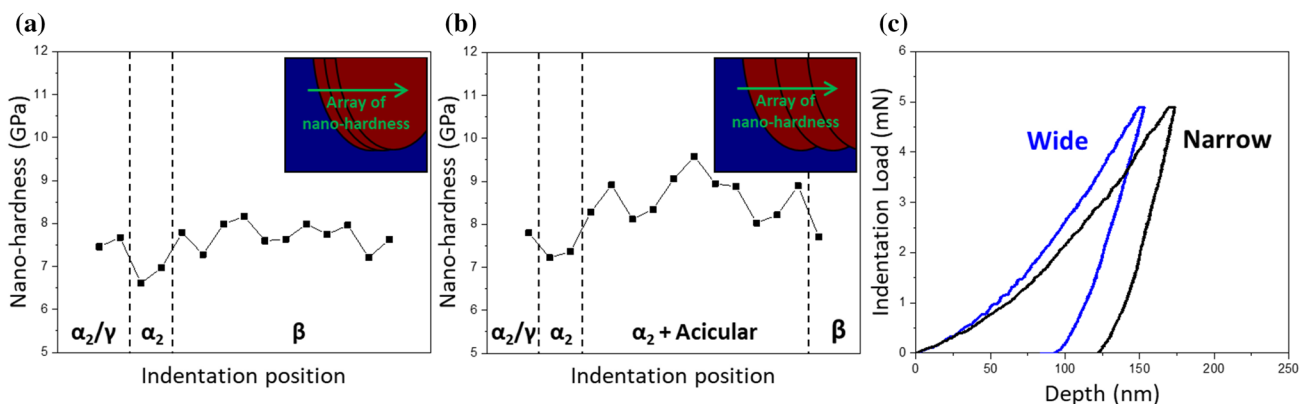 (a)
12
11
10
9
8
7
6
5
Nano-hardness (GPa)
Array of
nano-hardness
α₂/γ
α₂
β
Indentation position
(b)
12
11
10
9
8
7
6
5
Nano-hardness (GPa)
Array of
nano-hardness
α₂/γ
α₂
α₂ + Acicular
β
Indentation position
(c)
6
5
4
3
2
1
0
Indentation Load (mN)
Wide
Narrow
0 50 100 150 200 250
Depth (nm)